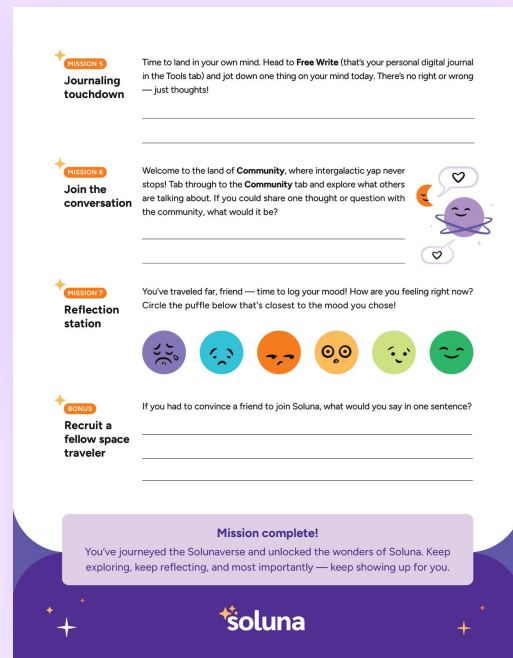 MISSION 5
Journaling
touchdown
Time to land in your own mind. Head to Free Write (that's your personal digital journal
in the Tools tab) and jot down one thing on your mind today. There's no right or wrong
— just thoughts!
MISSION 6
Join the
conversation
Welcome to the land of Community, where intergalactic yap never
stops! Tab through to the Community tab and explore what others
are talking about. If you could share one thought or question with
the community, what would it be?
MISSION 7
Reflection
station
You've traveled far, friend — time to log your mood! How are you feeling right now?
Circle the puffle below that's closest to the mood you chose!
BONUS
Recruit a
fellow space
traveler
If you had to convince a friend to join Soluna, what would you say in one sentence?
Mission complete!
You've journeyed the Solunaverse and unlocked the wonders of Soluna. Keep
exploring, keep reflecting, and most importantly — keep showing up for you.
soluna